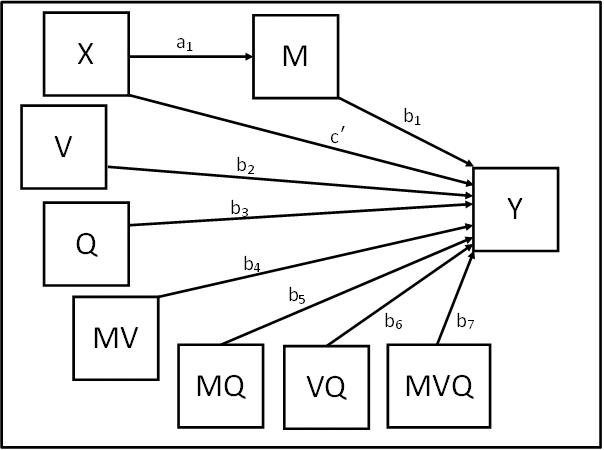 X
a₁
M
b₁
c′
V
b₂
Y
Q
b₃
b₄
MV
b₅
b₆
b₇
MQ
VQ
MVQ